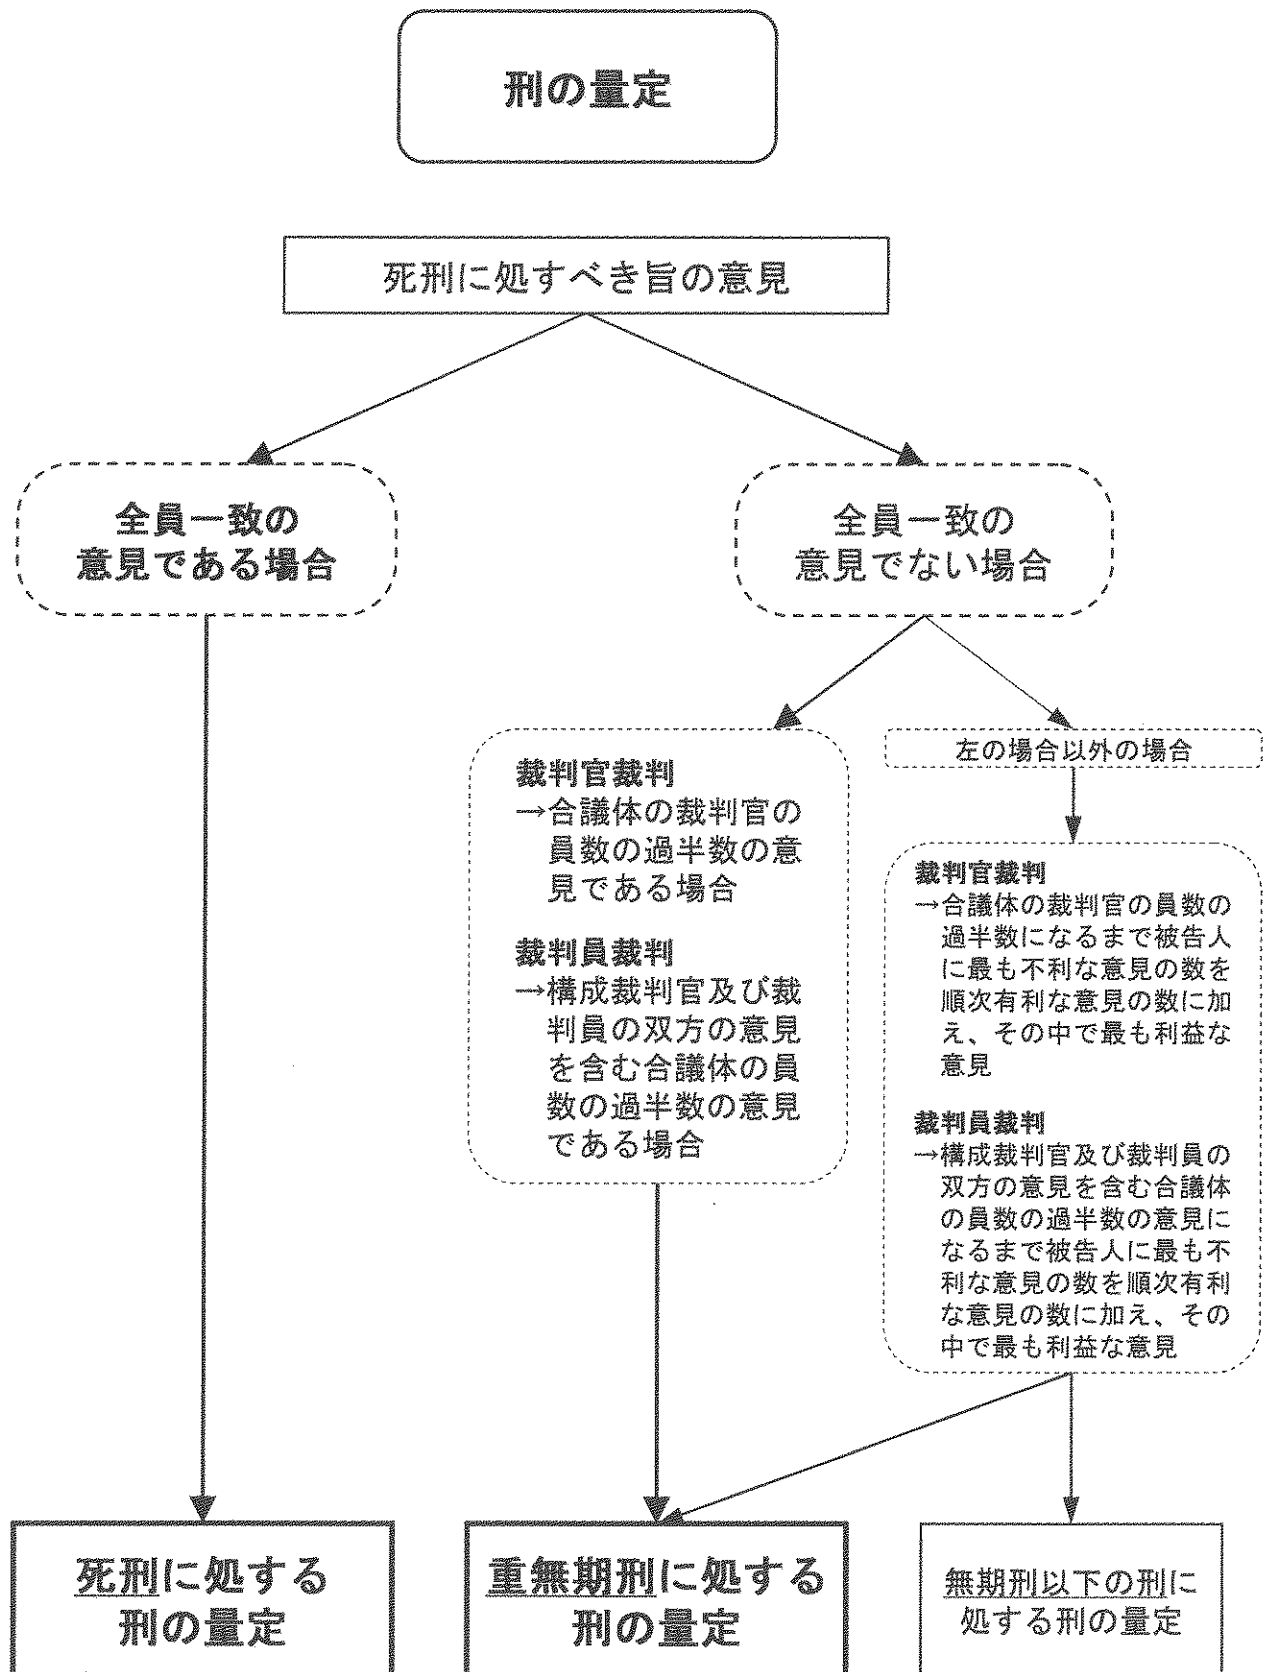 刑の量定
死刑に処すべき旨の意見
全員一致の
意見である場合
全員一致の
意見でない場合
裁判官裁判
→合議体の裁判官の
員数の過半数の意
見である場合
裁判員裁判
→構成裁判官及び裁
判員の双方の意見
を含む合議体の員
数の過半数の意見
である場合
左の場合以外の場合
裁判官裁判
→合議体の裁判官の員数の
過半数になるまで被告人
に最も不利な意見の数を
順次有利な意見の数に加
え、その中で最も利益な
意見
裁判員裁判
→構成裁判官及び裁判員の
双方の意見を含む合議体
の員数の過半数の意見に
なるまで被告人に最も不
利な意見の数を順次有利
な意見の数に加え、その
中で最も利益な意見
死刑に処する
刑の量定
重無期刑に処する
刑の量定
無期刑以下の刑に
処する刑の量定